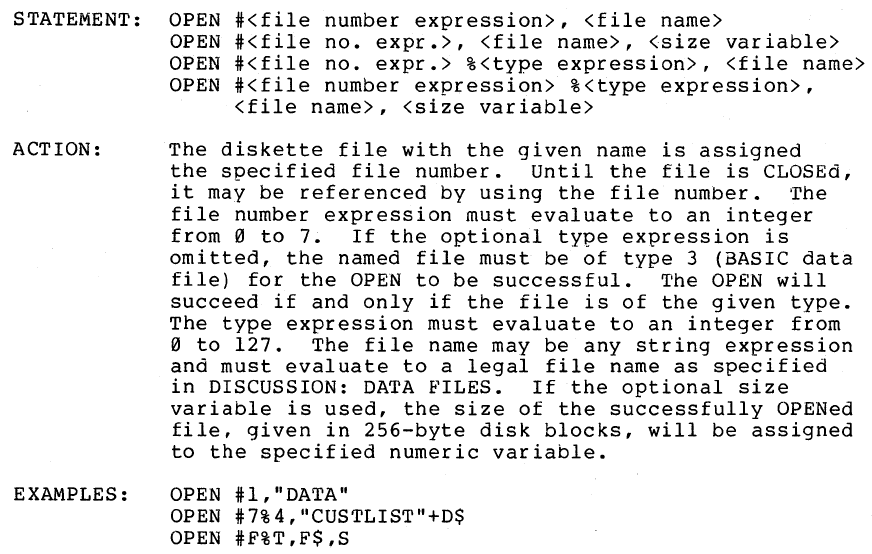 STATEMENT: OPEN #<file number expression>, <file name>
OPEN #<file no. expr.>, <file name>, <size variable>
OPEN #<file no. expr.> %<type expression>, <file name>
OPEN #<file number expression> %<type expression>,
<file name>, <size variable>
ACTION: The diskette file with the given name is assigned
the specified file number. Until the file is CLOSEd,
it may be referenced by using the file number. The
file number expression must evaluate to an integer
from Ø to 7. If the optional type expression is
omitted, the named file must be of type 3 (BASIC data
file) for the OPEN to be successful. The OPEN will
succeed if and only if the file is of the given type.
The type expression must evaluate to an integer from
Ø to 127. The file name may be any string expression
and must evaluate to a legal file name as specified
in DISCUSSION: DATA FILES. If the optional size
variable is used, the size of the successfully OPENed
file, given in 256-byte disk blocks, will be assigned
to the specified numeric variable.
EXAMPLES: OPEN #1,"DATA"
OPEN #7%4,"CUSTLIST"+D$
OPEN #F%T,F$,S